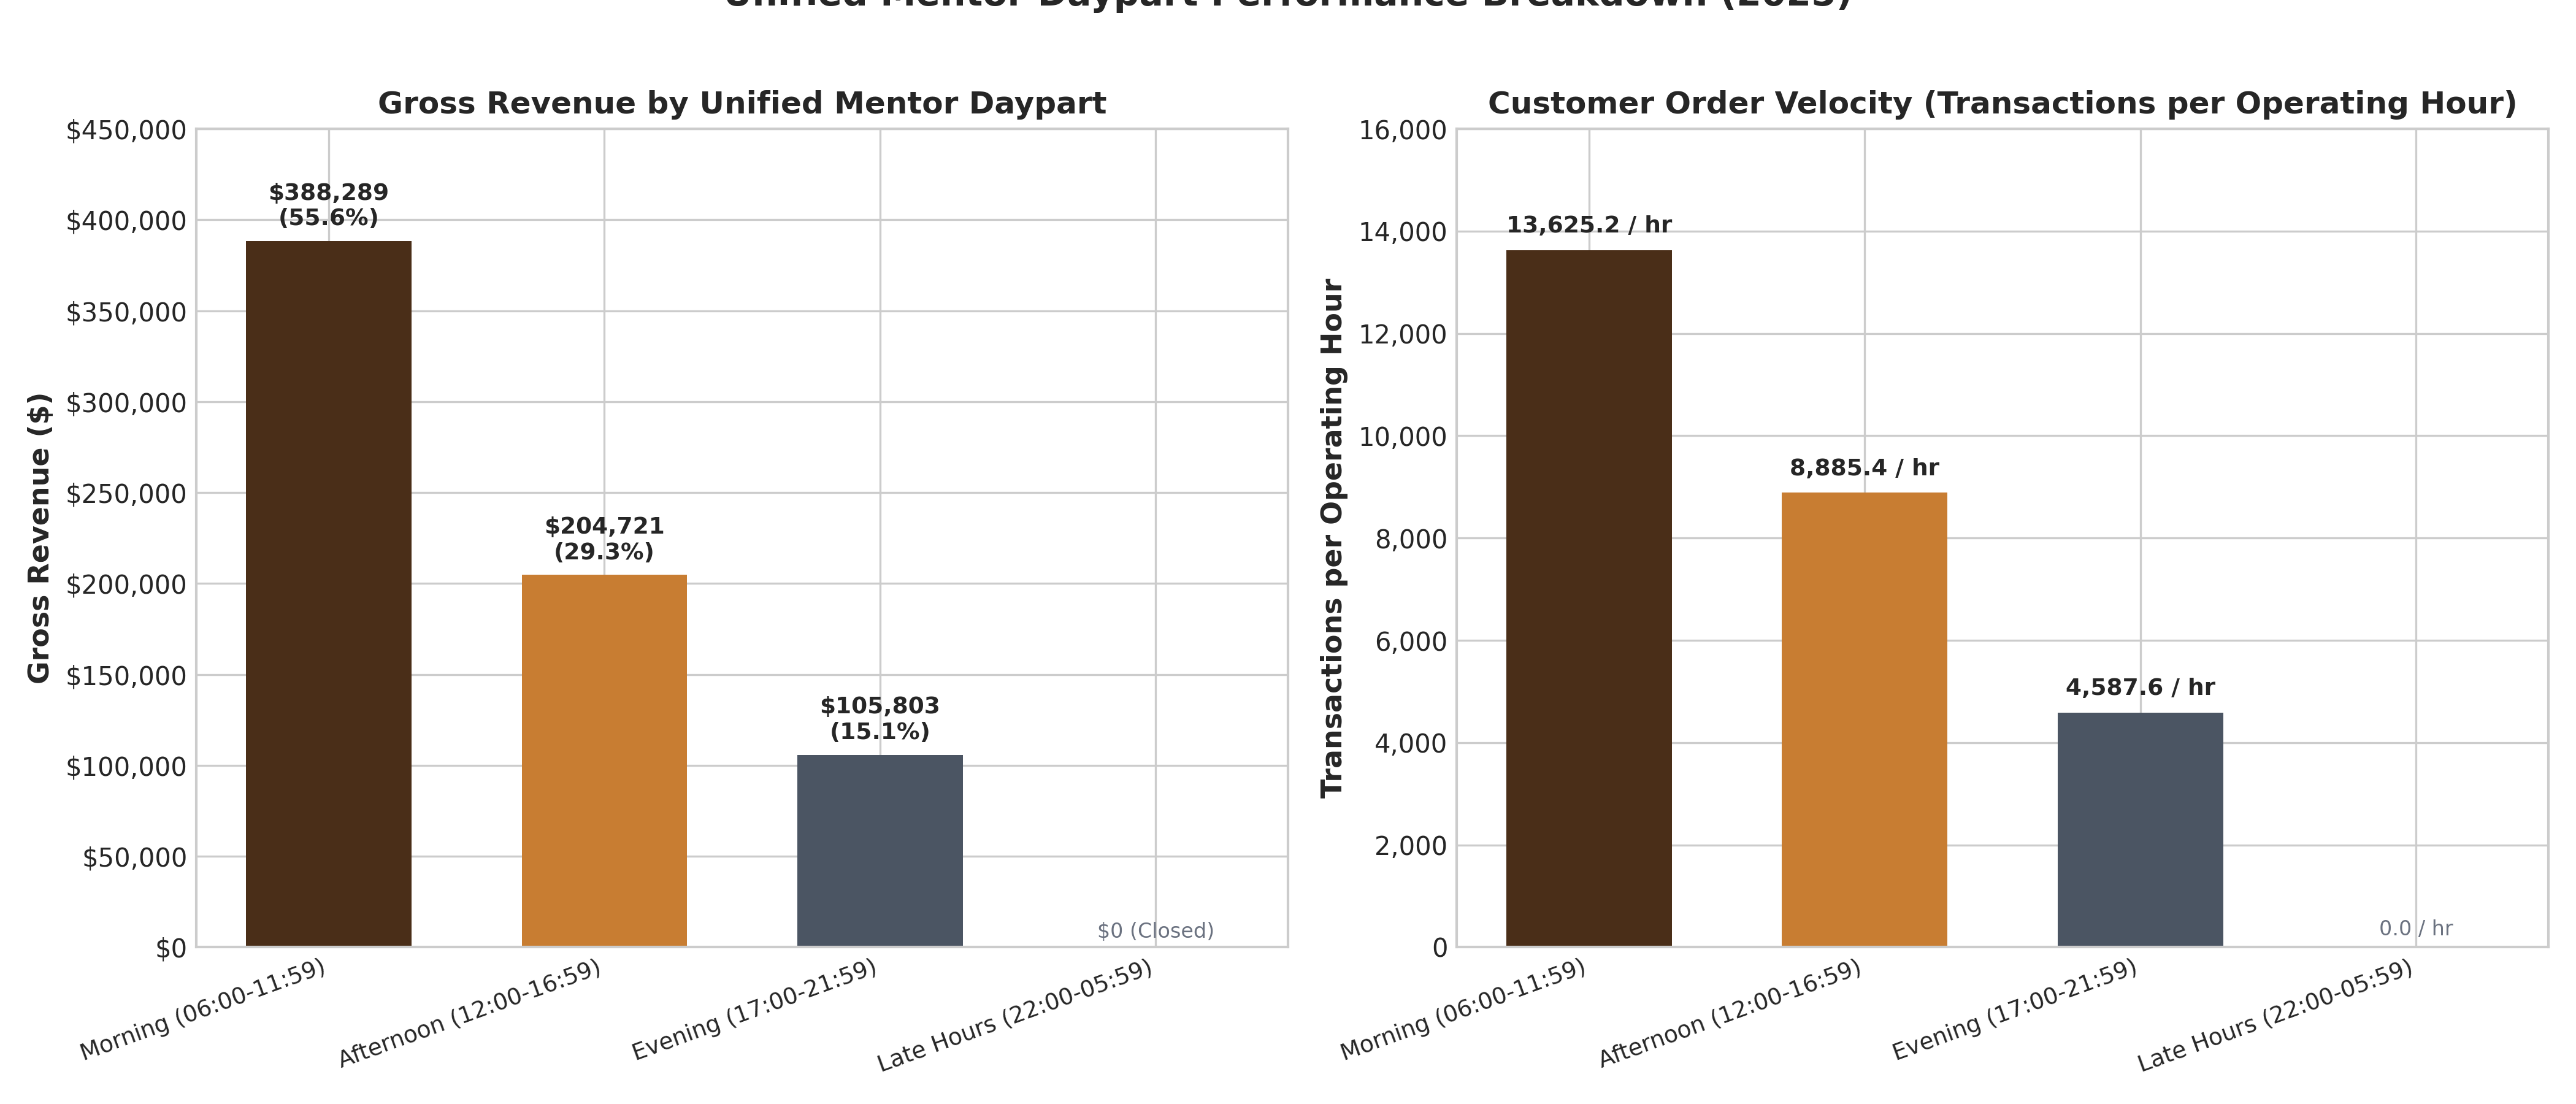 Unified Mentor Daypart Performance Breakdown (2025)
Gross Revenue by Unified Mentor Daypart
Gross Revenue ($)
$450,000
$400,000
$350,000
$300,000
$250,000
$200,000
$150,000
$100,000
$50,000
$0
$388,289
(55.6%)
$204,721
(29.3%)
$105,803
(15.1%)
$0 (Closed)
Morning (06:00-11:59)
Afternoon (12:00-16:59)
Evening (17:00-21:59)
Late Hours (22:00-05:59)
Customer Order Velocity (Transactions per Operating Hour)
Transactions per Operating Hour
16,000
14,000
12,000
10,000
8,000
6,000
4,000
2,000
0
13,625.2 / hr
8,885.4 / hr
4,587.6 / hr
0.0 / hr
Morning (06:00-11:59)
Afternoon (12:00-16:59)
Evening (17:00-21:59)
Late Hours (22:00-05:59)